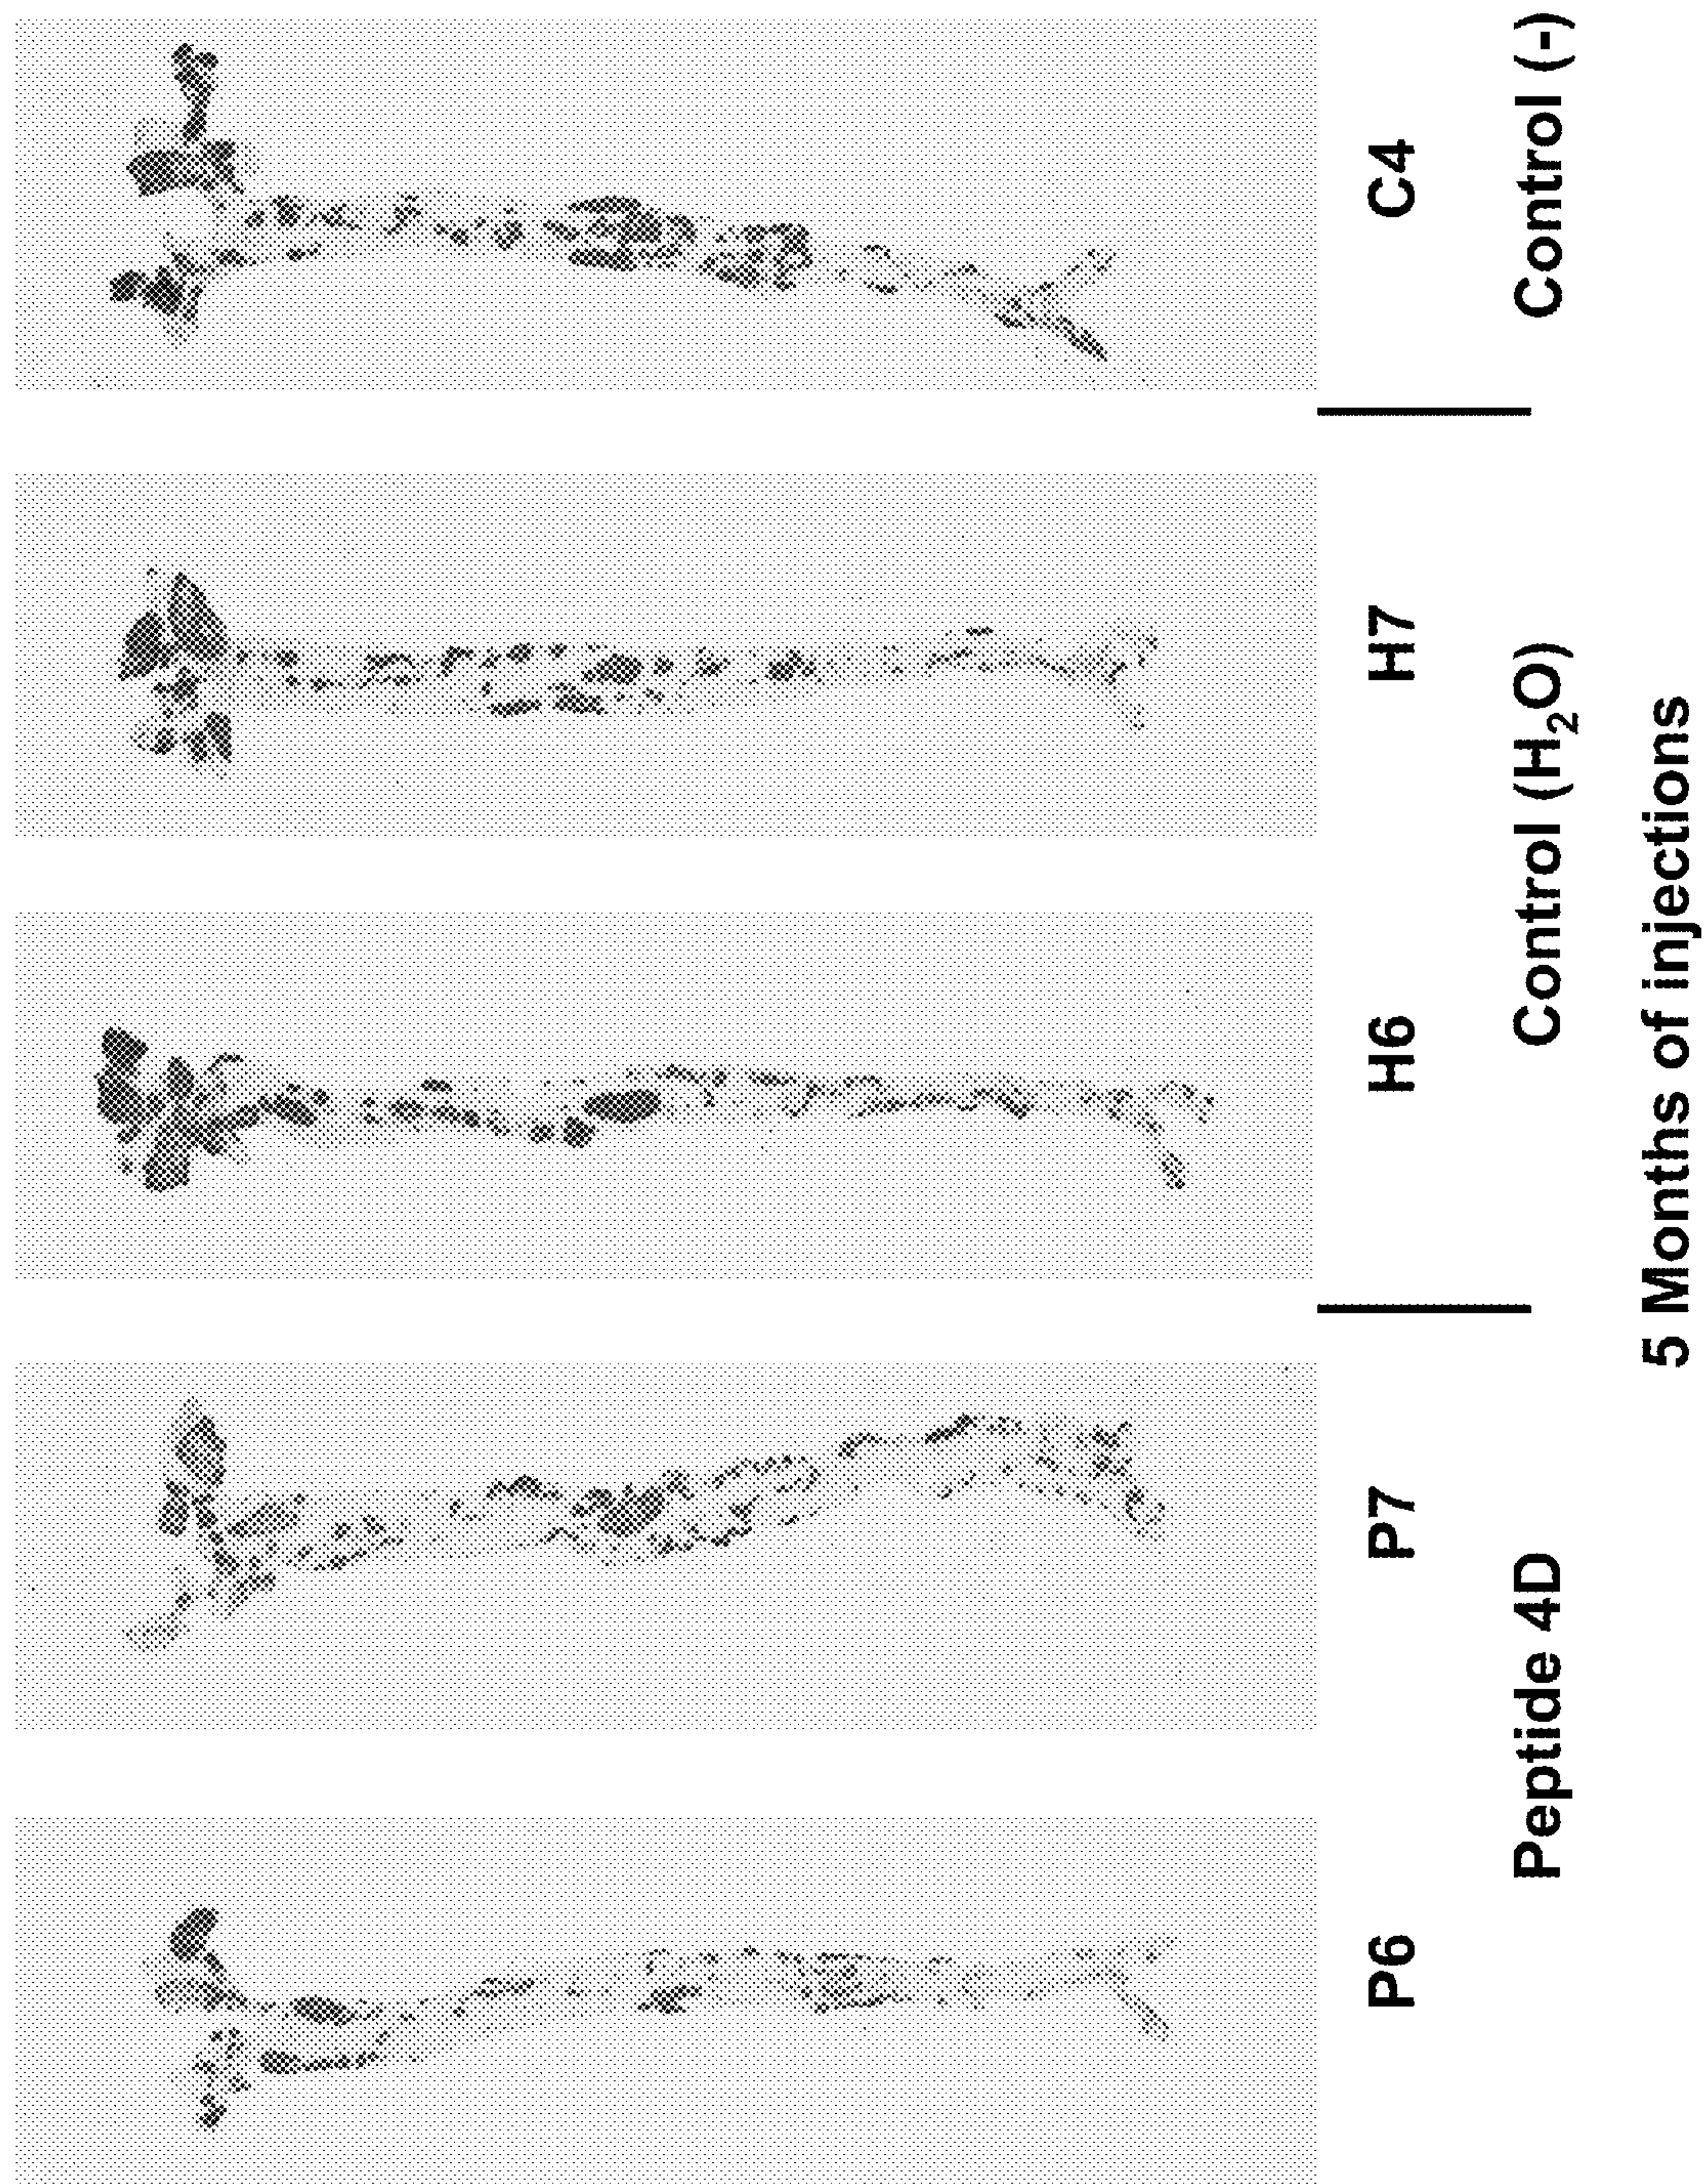 P6 P7 H6 H7 C4
Peptide 4D Control (H₂O) Control (-)
5 Months of injections